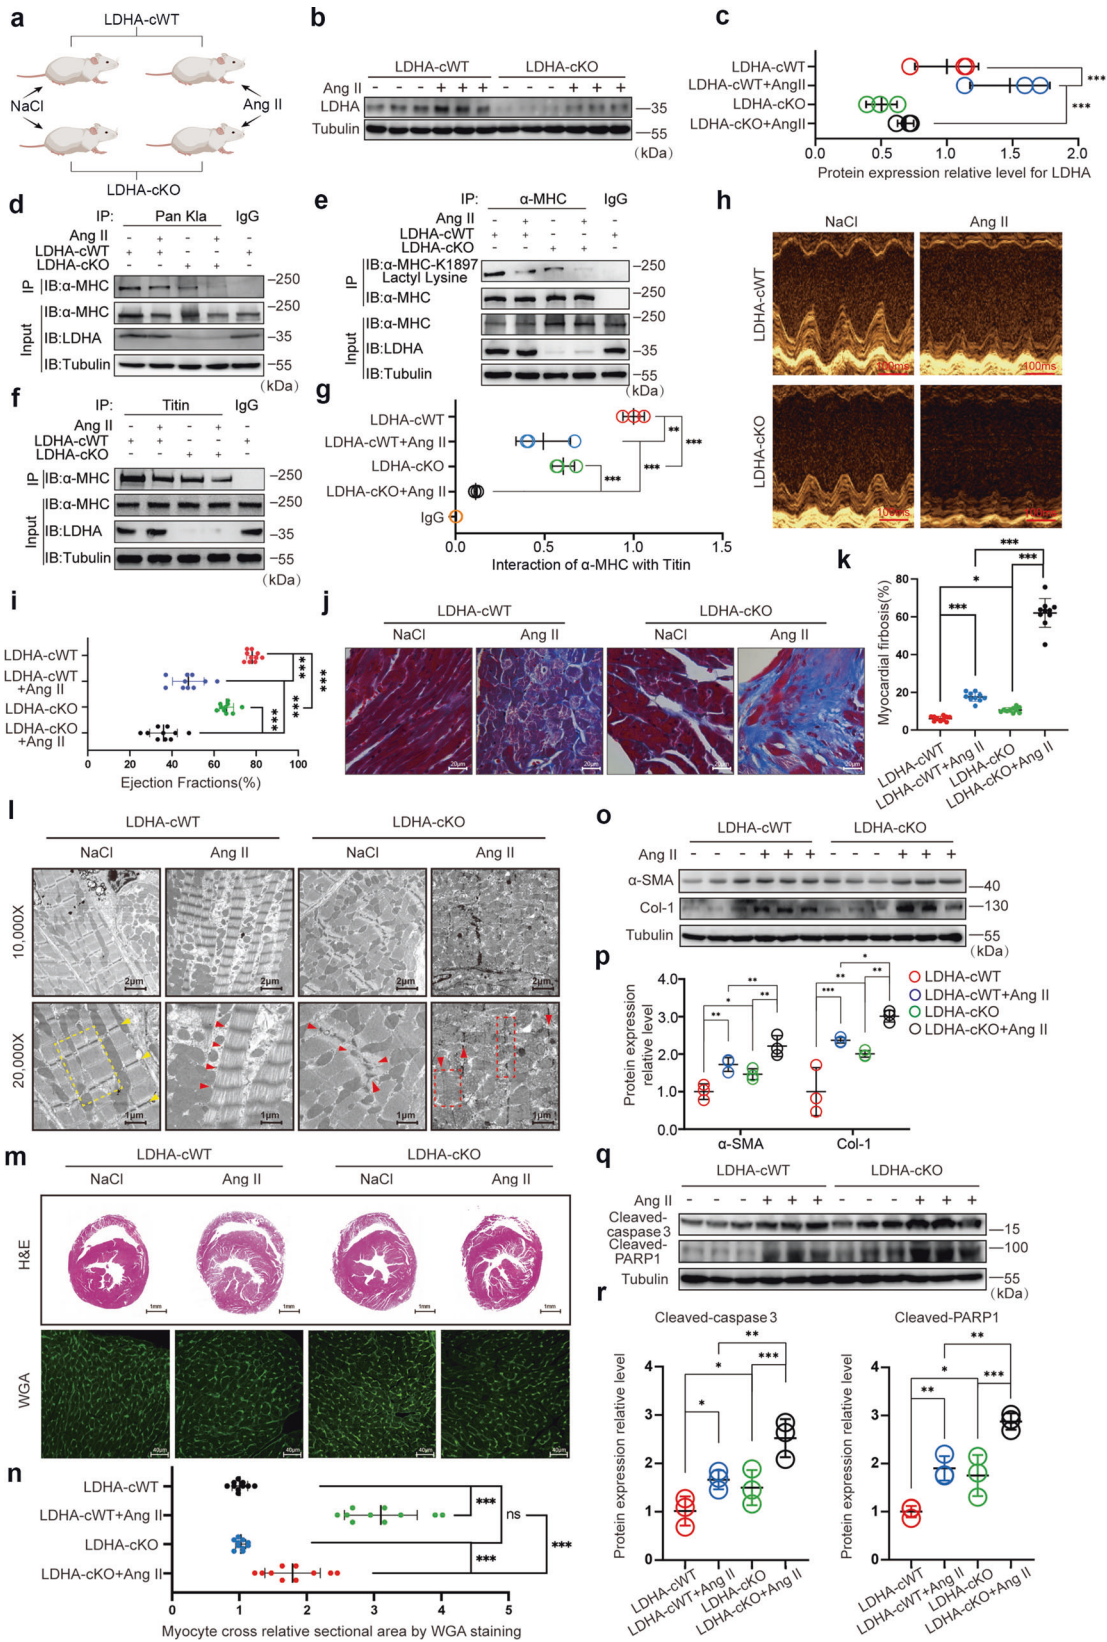 a
LDHA-cWT
NaCl
Ang II
LDHA-cKO
b
LDHA-cWT LDHA-cKO
Ang II - - - + + + - - - + + +
LDHA –35
Tubulin –55
(kDa)
c
LDHA-cWT
LDHA-cWT+AngII
LDHA-cKO
LDHA-cKO+AngII
***
***
0.0 0.5 1.0 1.5 2.0
Protein expression relative level for LDHA
d
IP: Pan Kla IgG
Ang II - + - + -
LDHA-cWT + + - - +
LDHA-cKO - - + + -
IP IB:α-MHC –250
Input IB:α-MHC –250
IB:LDHA –35
IB:Tubulin –55
(kDa)
e
IP: α-MHC IgG
Ang II - + - + -
LDHA-cWT + + - - +
LDHA-cKO - - + + -
IP IB:α-MHC-K1897 –250
Lactyl Lysine
IB:α-MHC –250
Input IB:α-MHC –250
IB:LDHA –35
IB:Tubulin –55
(kDa)
f
IP: Titin IgG
Ang II - + - + -
LDHA-cWT + + - - +
LDHA-cKO - - + + -
IP IB:α-MHC –250
Input IB:α-MHC –250
IB:LDHA –35
IB:Tubulin –55
(kDa)
g
LDHA-cWT
LDHA-cWT+Ang II
LDHA-cKO
LDHA-cKO+Ang II
IgG
**
***
***
***
0.0 0.5 1.0 1.5
Interaction of α-MHC with Titin
h
NaCl Ang II
LDHA-cWT
100ms 100ms
LDHA-cKO
100ms 100ms
i
LDHA-cWT
LDHA-cWT
+Ang II
LDHA-cKO
LDHA-cKO
+Ang II
***
***
***
***
0 20 40 60 80 100
Ejection Fractions(%)
j
LDHA-cWT LDHA-cKO
NaCl Ang II NaCl Ang II
20μm 20μm 20μm 20μm
k
Myocardial firbosis(%)
80
60
40
20
0
***
***
*
***
LDHA-cWT
LDHA-cWT+Ang II
LDHA-cKO
LDHA-cKO+Ang II
l
LDHA-cWT LDHA-cKO
NaCl Ang II NaCl Ang II
10,000X
2μm 2μm 2μm 2μm
20,000X
1μm 1μm 1μm 1μm
m
LDHA-cWT LDHA-cKO
NaCl Ang II NaCl Ang II
H&E
1mm 1mm 1mm 1mm
WGA
40μm 40μm 40μm 40μm
n
LDHA-cWT
LDHA-cWT+Ang II
LDHA-cKO
LDHA-cKO+Ang II
***
ns
***
***
0 1 2 3 4 5
Myocyte cross relative sectional area by WGA staining
o
LDHA-cWT LDHA-cKO
Ang II - - - + + + - - - + + +
α-SMA –40
Col-1 –130
Tubulin –55
(kDa)
p
Protein expression
relative level
4.0
3.0
2.0
1.0
0.0
** * ** **
*** ** ** *
α-SMA Col-1
LDHA-cWT
LDHA-cWT+Ang II
LDHA-cKO
LDHA-cKO+Ang II
q
LDHA-cWT LDHA-cKO
Ang II - - - + + + - - - + + +
Cleaved-
caspase3 –15
Cleaved-
PARP1 –100
Tubulin –55
(kDa)
r
Cleaved-caspase3
Protein expression relative level
4
3
2
1
0
**
*
***
*
LDHA-cWT
LDHA-cWT+Ang II
LDHA-cKO
LDHA-cKO+Ang II
Cleaved-PARP1
Protein expression relative level
4
3
2
1
0
**
*
***
**
LDHA-cWT
LDHA-cWT+Ang II
LDHA-cKO
LDHA-cKO+Ang II